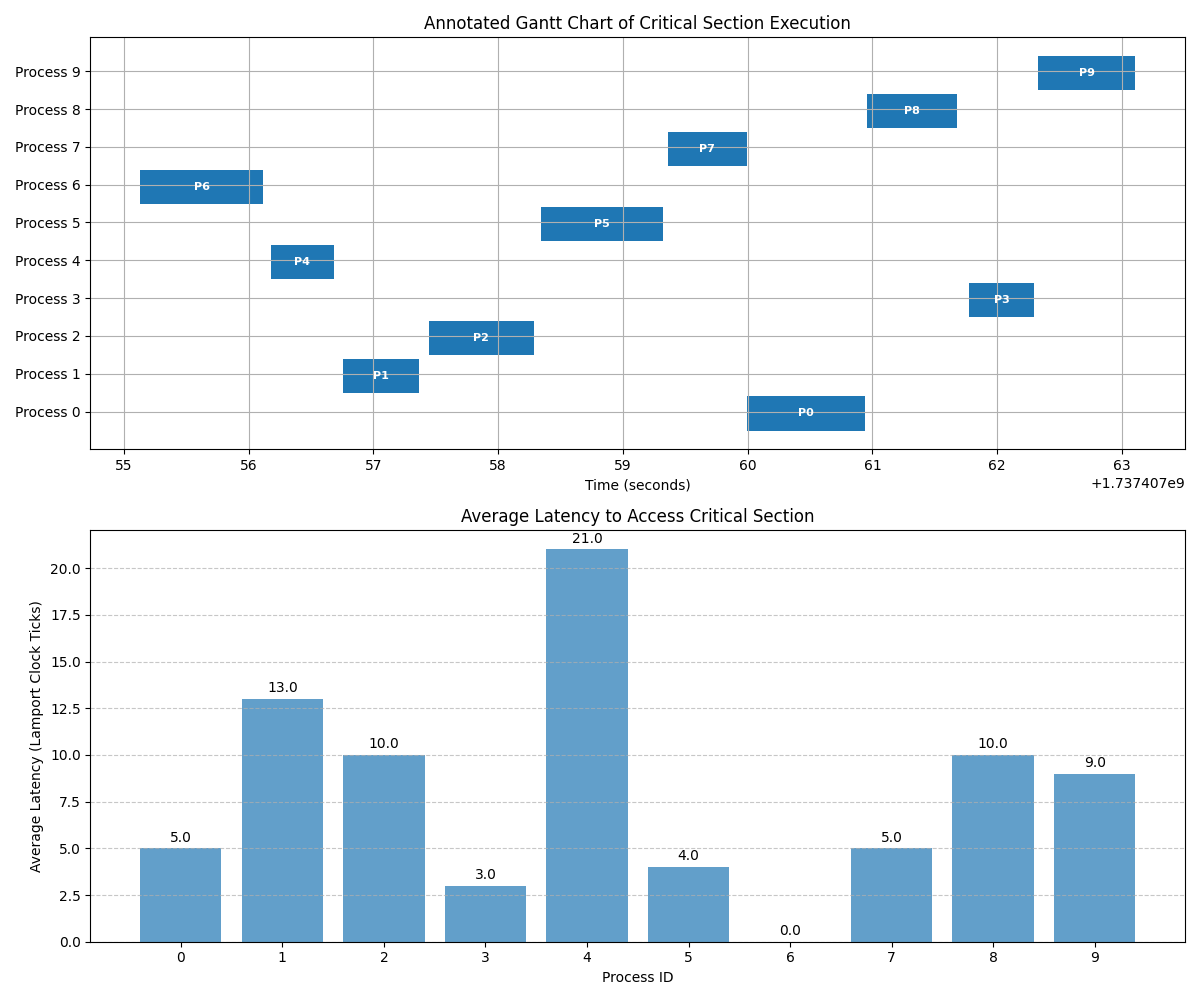 Annotated Gantt Chart of Critical Section Execution
Process 9
P9
Process 8
P8
Process 7
P7
Process 6
P6
Process 5
P5
Process 4
P4
Process 3
P3
Process 2
P2
Process 1
P1
Process 0
P0
55 56 57 58 59 60 61 62 63
Time (seconds)
+1.737407e9
Average Latency to Access Critical Section
Average Latency (Lamport Clock Ticks)
20.0
17.5
15.0
12.5
10.0
7.5
5.0
2.5
0.0
5.0
13.0
10.0
3.0
21.0
4.0
0.0
5.0
10.0
9.0
0 1 2 3 4 5 6 7 8 9
Process ID